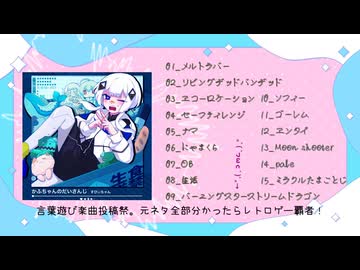 01_メルトラバー
02_リビングデッドパンデッド
03_エコーロケーション
04_セーフティレンジ
05_ナマ
06_にゃまくら
07_OB
08_生活
09_バーニングスターストリームドラゴン
10_ソフィー
11_ゴーレム
12_エンタイ
13_Moon shooter
14_pake
15_ミラクルたまごとじ
生活
かふちゃんのだいさんじ
言葉遊び楽曲投稿祭。元ネタ全部分かったらレトロゲー覇者！